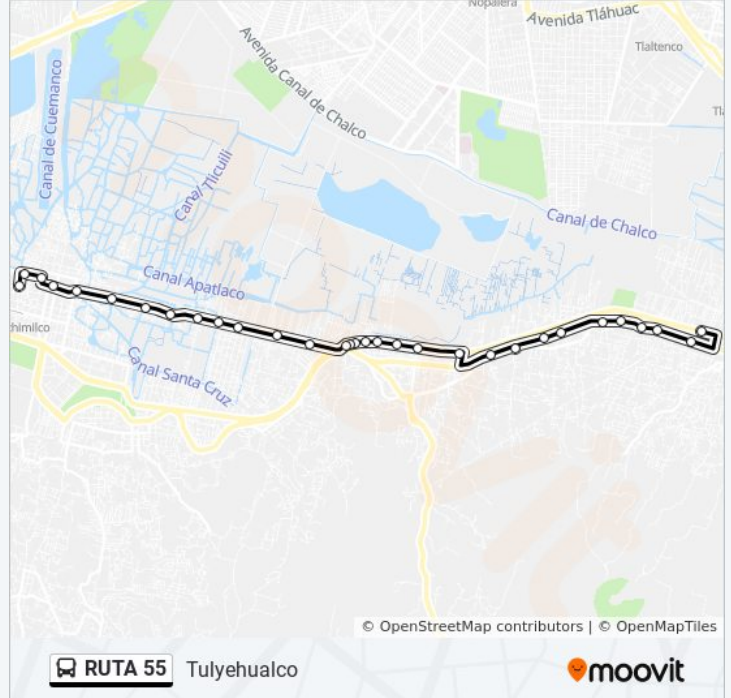 Nopalera
Avenida Tláhuac
Tlaltenco
Avenida Canal de Chalco
Canal de Cuemanco
Canal Tlicuili
Canal de Chalco
Canal Apatlaco
himilco
Canal Santa Cruz
© OpenStreetMap contributors | © OpenMapTiles
RUTA 55 Tulyehualco
moovit